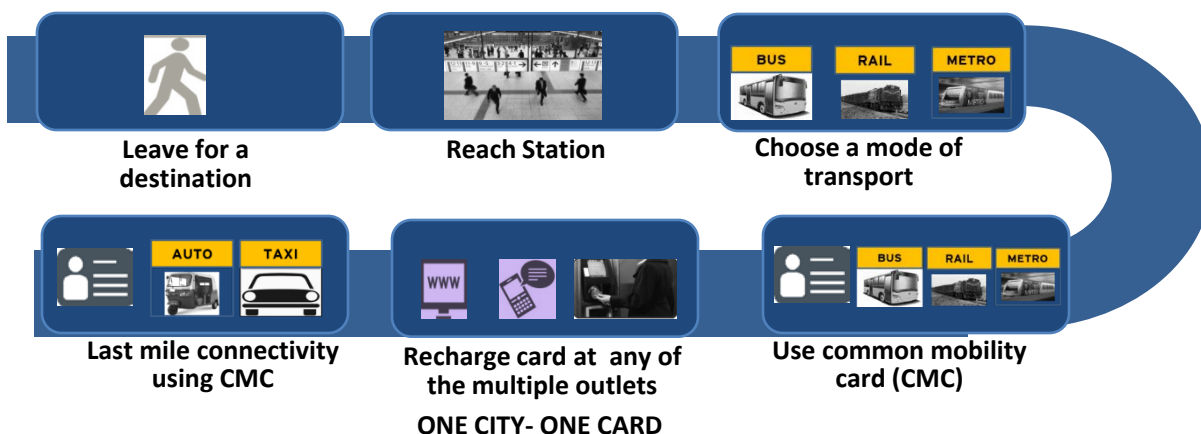 BUS
RAIL
METRO
Leave for a
destination
Reach Station
Choose a mode of
transport
BUS
RAIL
METRO
Use common mobility
card (CMC)
WWW
Recharge card at any of
the multiple outlets
ONE CITY- ONE CARD
AUTO
TAXI
Last mile connectivity
using CMC